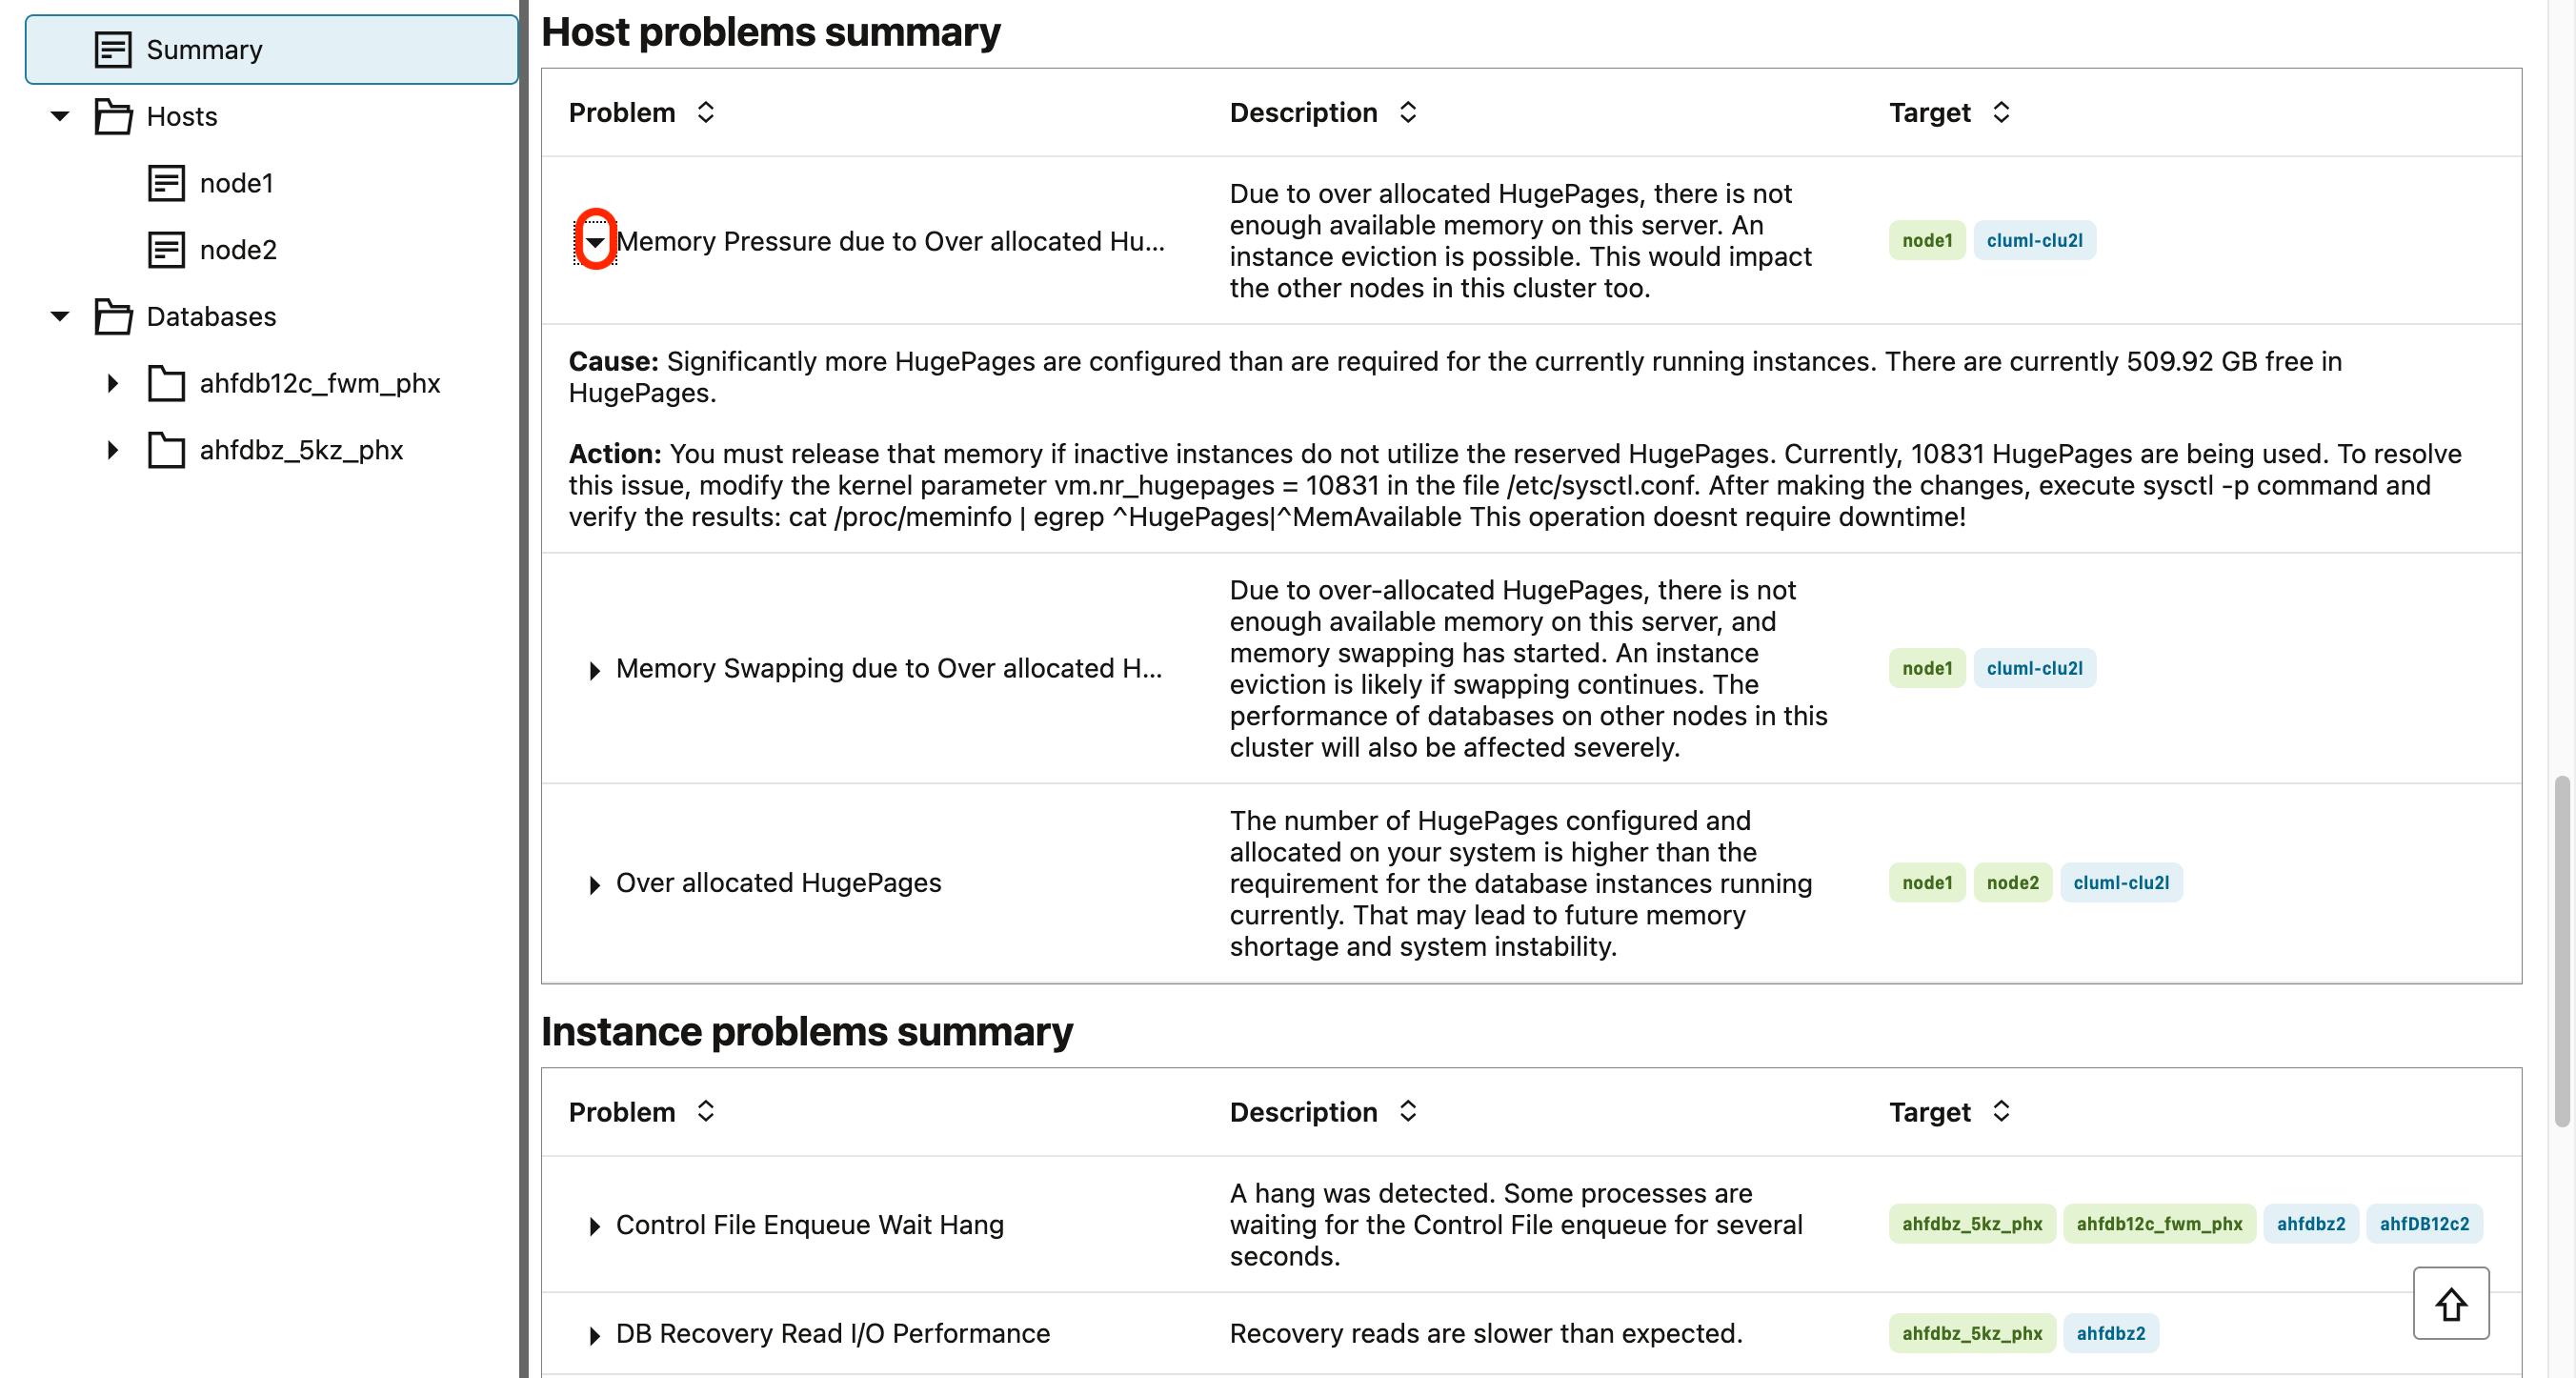 Summary
Hosts
node1
node2
Databases
ahfdb12c_fwm_phx
ahfdbz_5kz_phx
Host problems summary
Problem Description Target
Memory Pressure due to Over allocated Hu...
Due to over allocated HugePages, there is not
enough available memory on this server. An
instance eviction is possible. This would impact
the other nodes in this cluster too.
node1 cluml-clu2l
Cause: Significantly more HugePages are configured than are required for the currently running instances. There are currently 509.92 GB free in
HugePages.
Action: You must release that memory if inactive instances do not utilize the reserved HugePages. Currently, 10831 HugePages are being used. To resolve
this issue, modify the kernel parameter vm.nr_hugepages = 10831 in the file /etc/sysctl.conf. After making the changes, execute sysctl -p command and
verify the results: cat /proc/meminfo | egrep ^HugePages|^MemAvailable This operation doesnt require downtime!
Memory Swapping due to Over allocated H...
Due to over-allocated HugePages, there is not
enough available memory on this server, and
memory swapping has started. An instance
eviction is likely if swapping continues. The
performance of databases on other nodes in this
cluster will also be affected severely.
node1 cluml-clu2l
Over allocated HugePages
The number of HugePages configured and
allocated on your system is higher than the
requirement for the database instances running
currently. That may lead to future memory
shortage and system instability.
node1 node2 cluml-clu2l
Instance problems summary
Problem Description Target
Control File Enqueue Wait Hang
A hang was detected. Some processes are
waiting for the Control File enqueue for several
seconds.
ahfdbz_5kz_phx ahfdb12c_fwm_phx ahfdbz2 ahfDB12c2
DB Recovery Read I/O Performance
Recovery reads are slower than expected.
ahfdbz_5kz_phx ahfdbz2